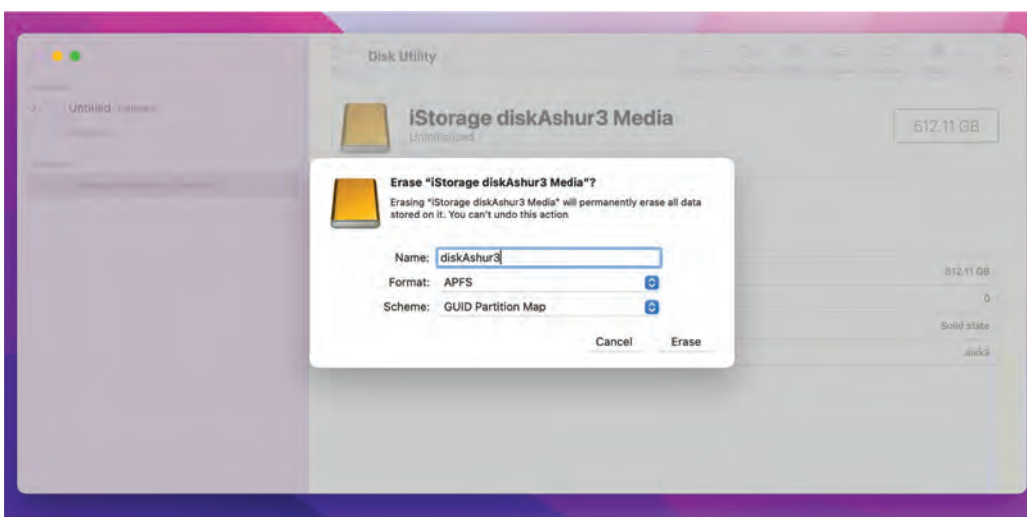 Disk Utility
Untitled
iStorage diskAshur3 Media
Uninitialised
512.11 GB
Erase "iStorage diskAshur3 Media"?
Erasing "iStorage diskAshur3 Media" will permanently erase all data
stored on it. You can't undo this action
Name: diskAshur3
Format: APFS
Scheme: GUID Partition Map
Cancel Erase
512.11 GB
0
Solid state
disk3